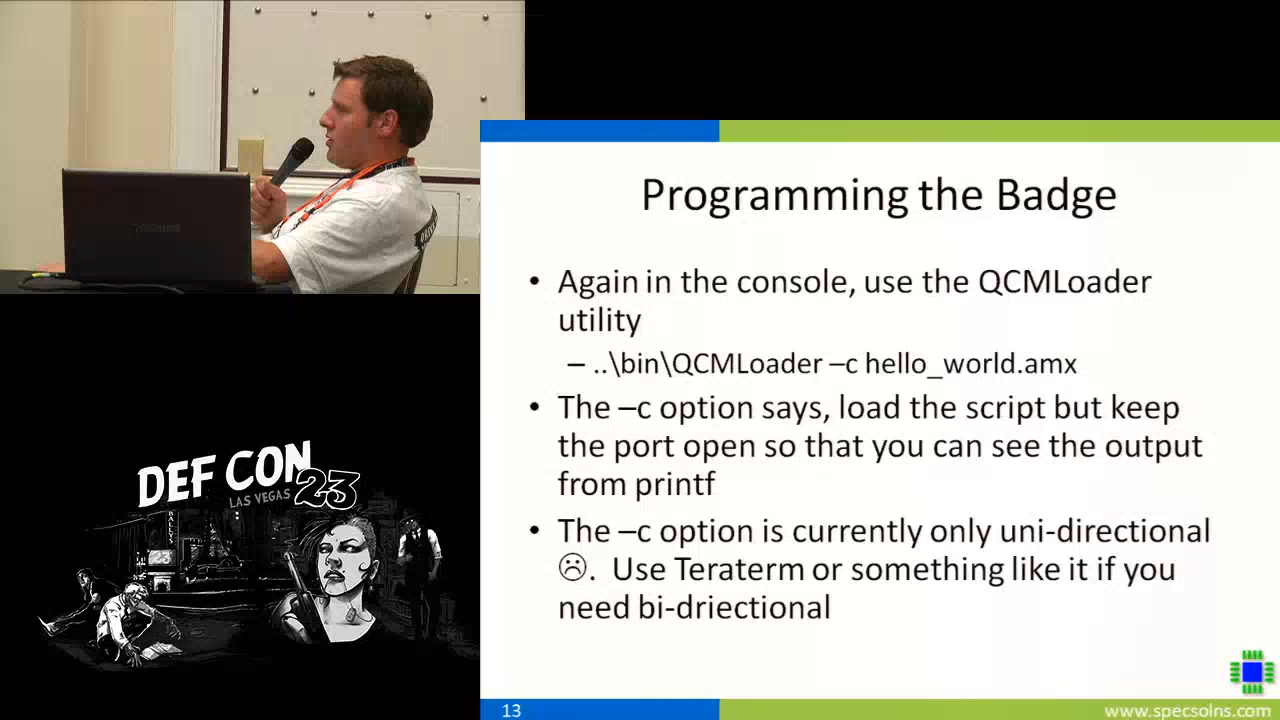 TOSHIBA
Programming the Badge
• Again in the console, use the QCMLoader
utility
– ..\bin\QCMLoader –c hello_world.amx
• The –c option says, load the script but keep
the port open so that you can see the output
from printf
• The –c option is currently only uni-directional
☹. Use Teraterm or something like it if you
need bi-driectional
13
www.specsolns.com
DEF CON
LAS VEGAS 23
BALLY'S
23